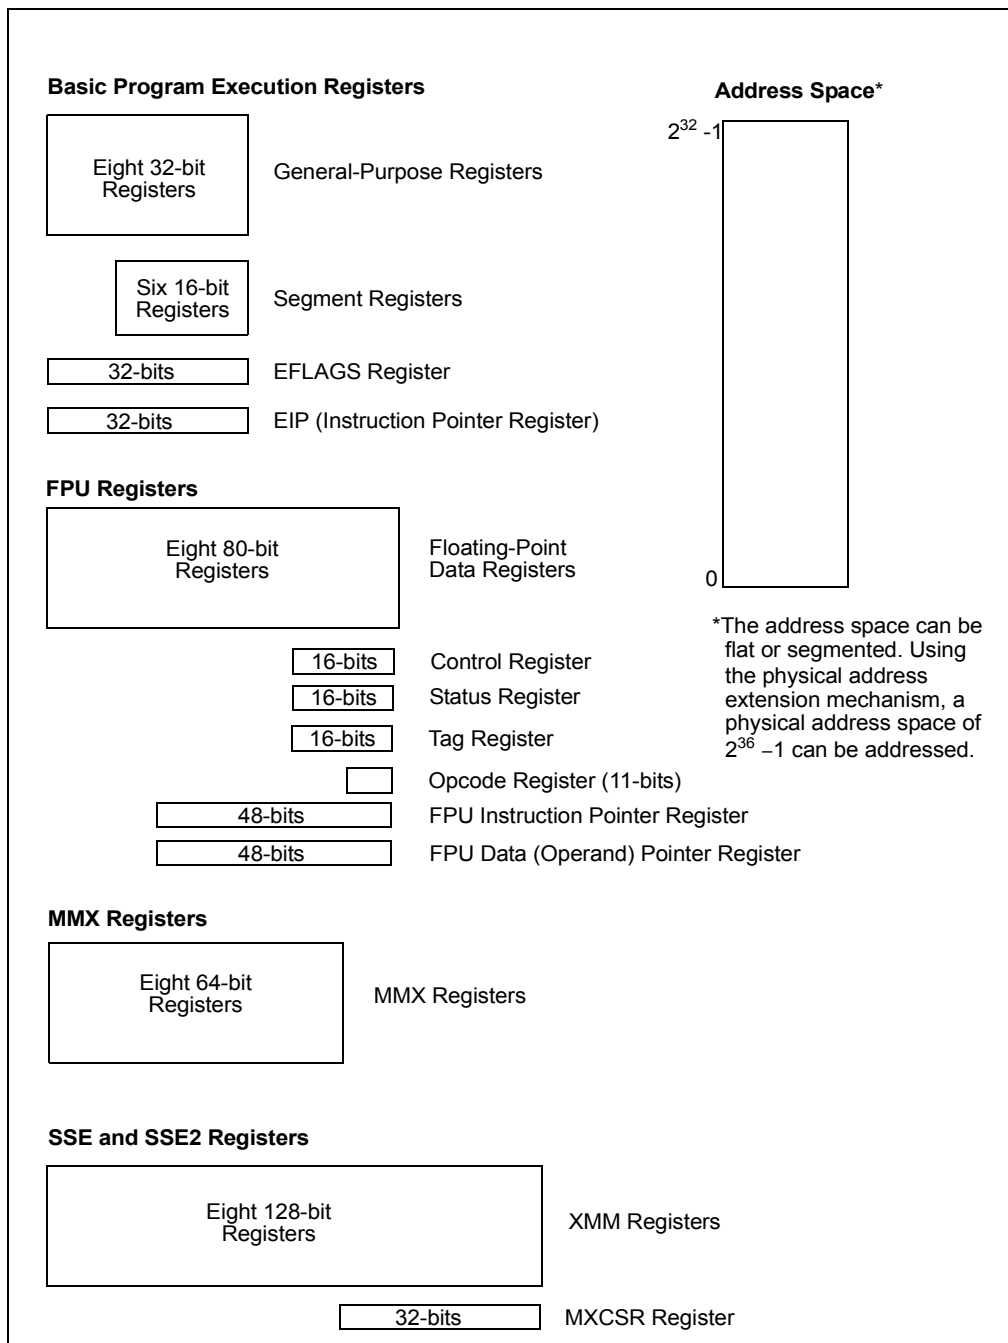 Basic Program Execution Registers
Eight 32-bit
Registers
General-Purpose Registers
Six 16-bit
Registers
Segment Registers
32-bits
EFLAGS Register
32-bits
EIP (Instruction Pointer Register)
FPU Registers
Eight 80-bit
Registers
Floating-Point
Data Registers
16-bits
Control Register
16-bits
Status Register
16-bits
Tag Register
Opcode Register (11-bits)
48-bits
FPU Instruction Pointer Register
48-bits
FPU Data (Operand) Pointer Register
MMX Registers
Eight 64-bit
Registers
MMX Registers
SSE and SSE2 Registers
Eight 128-bit
Registers
XMM Registers
32-bits
MXCSR Register
Address Space*
2³² -1
0
*The address space can be
flat or segmented. Using
the physical address
extension mechanism, a
physical address space of
2³⁶ −1 can be addressed.